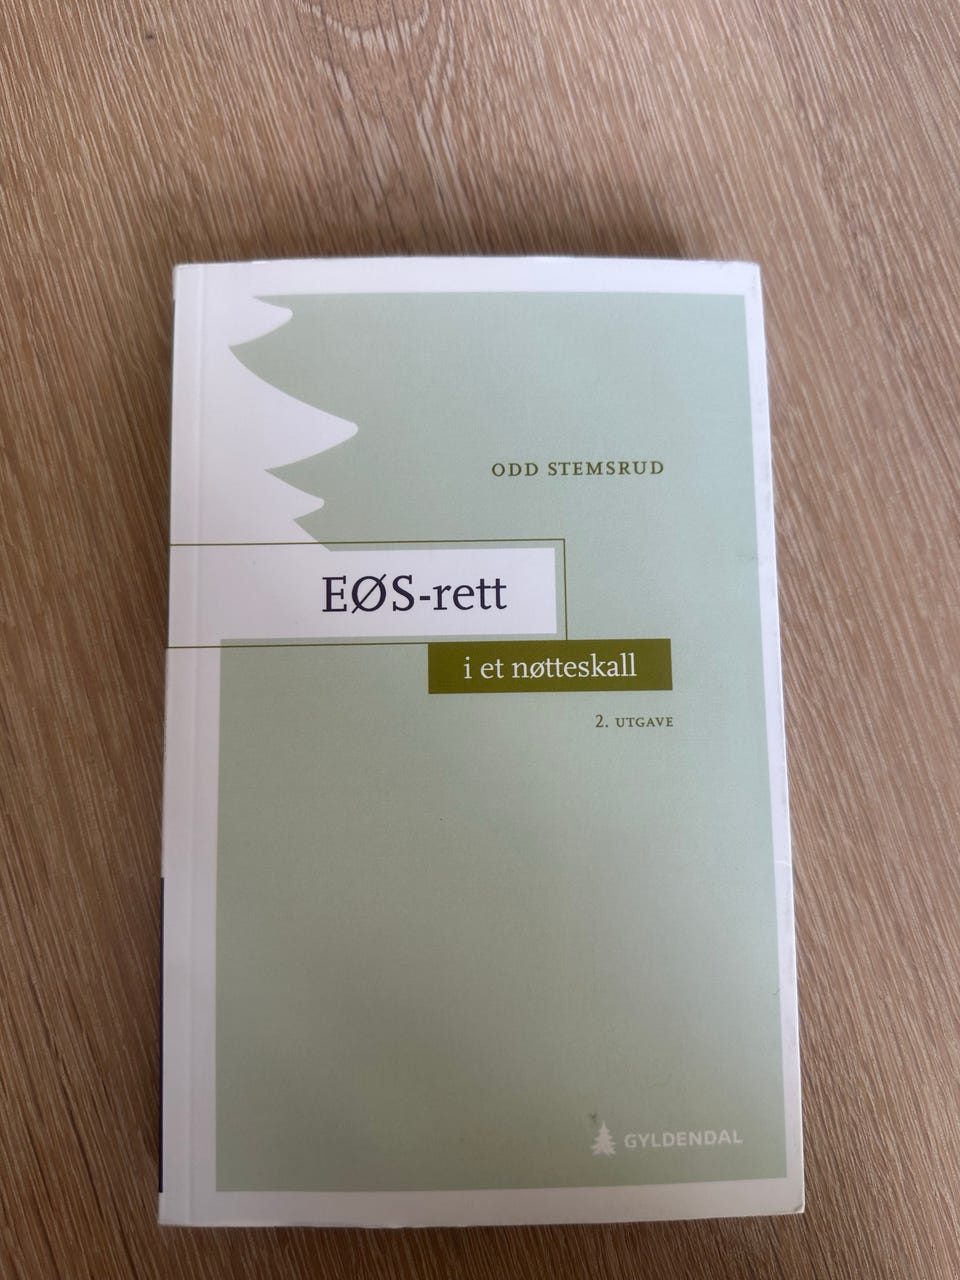 ODD STEMSRUD
EØS-rett
i et nøtteskall
2. UTGAVE
GYLDENDAL